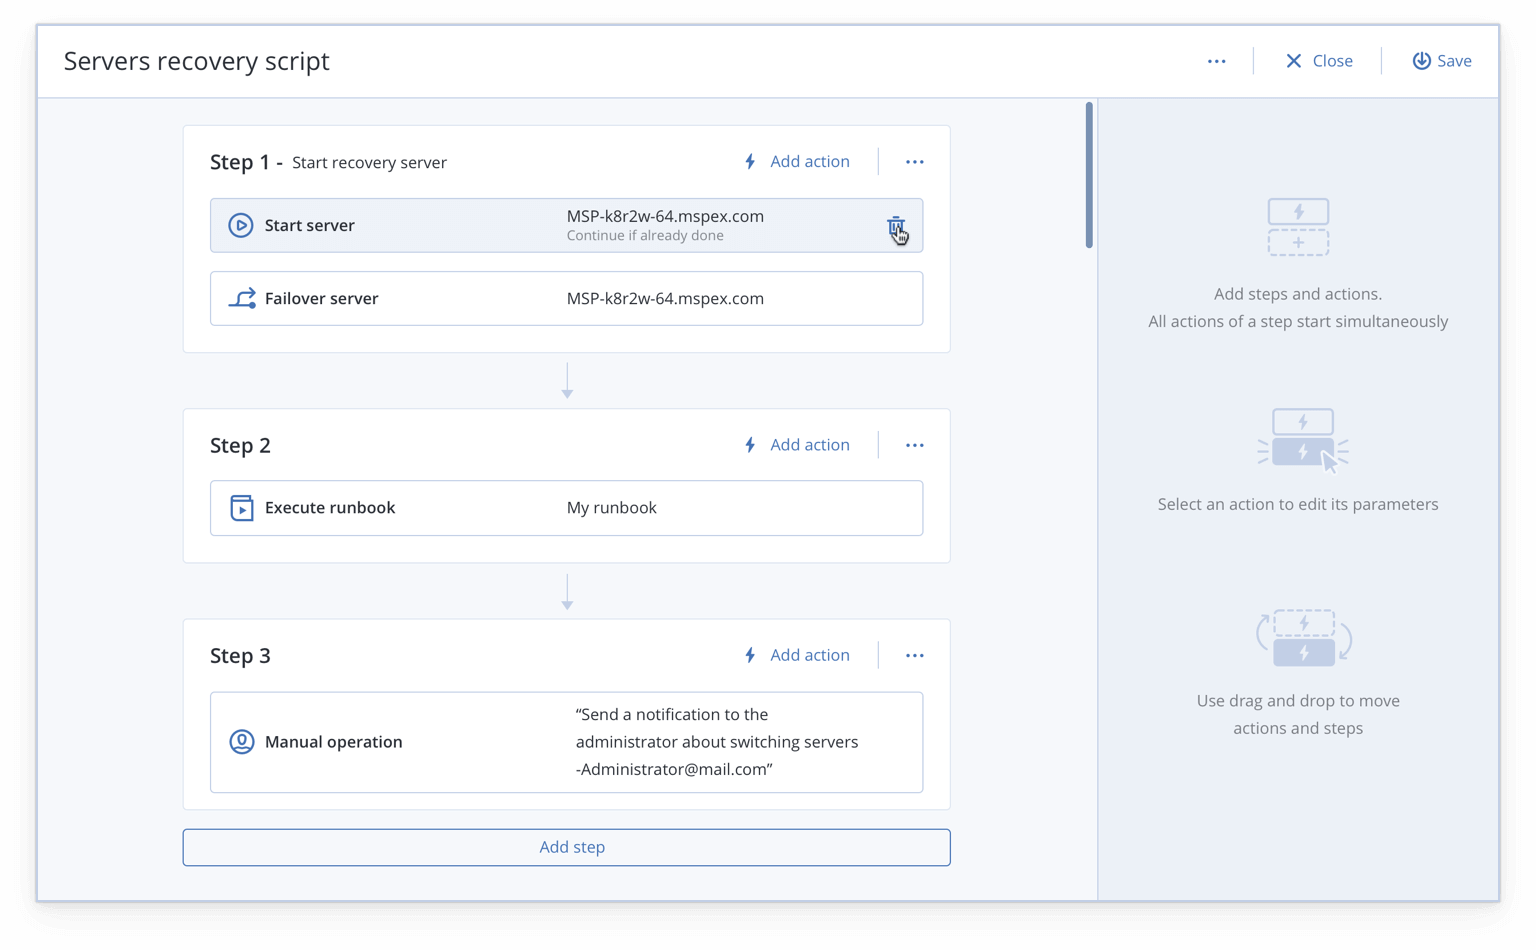 Servers recovery script
... Close Save
Step 1 - Start recovery server
Add action ...
Start server
MSP-k8r2w-64.mspex.com
Continue if already done
Failover server
MSP-k8r2w-64.mspex.com
Step 2
Add action ...
Execute runbook
My runbook
Step 3
Add action ...
Manual operation
“Send a notification to the
administrator about switching servers
-Administrator@mail.com”
Add step
Add steps and actions.
All actions of a step start simultaneously
Select an action to edit its parameters
Use drag and drop to move
actions and steps